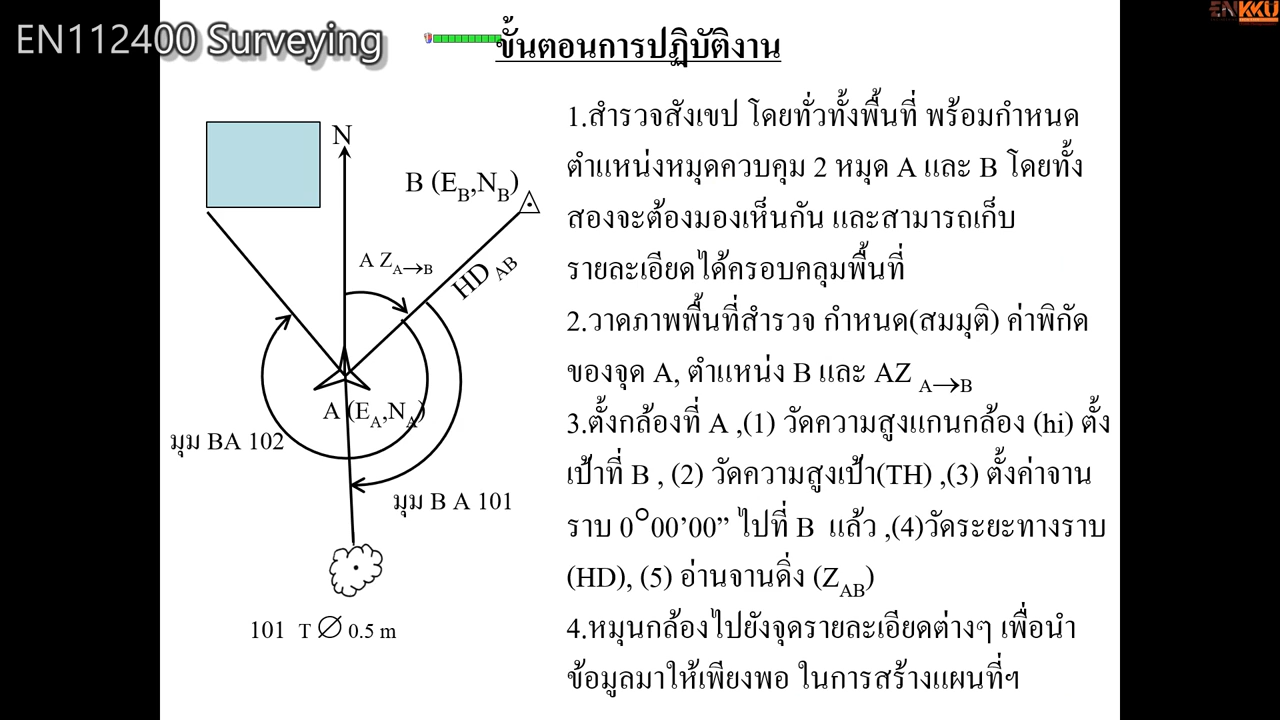 EN112400 Surveying
ENKKU
ขั้นตอนการปฏิบัติงาน
N
B (EB,NB)
A ZA→B
HD AB
A (EA,NA)
มุม BA 102
มุม B A 101
101 T ∅ 0.5 m
1.สำรวจสังเขป โดยทั่วทั้งพื้นที่ พร้อมกำหนด
ตำแหน่งหมุดควบคุม 2 หมุด A และ B โดยทั้ง
สองจะต้องมองเห็นกัน และสามารถเก็บ
รายละเอียดได้ครอบคลุมพื้นที่
2.วาดภาพพื้นที่สำรวจ กำหนด(สมมุติ) ค่าพิกัด
ของจุด A, ตำแหน่ง B และ AZ A→B
3.ตั้งกล้องที่ A ,(1) วัดความสูงแกนกล้อง (hi) ตั้ง
เป้าที่ B , (2) วัดความสูงเป้า(TH) ,(3) ตั้งค่าจาน
ราบ 0°00’00” ไปที่ B แล้ว ,(4)วัดระยะทางราบ
(HD), (5) อ่านจานดิ่ง (ZAB)
4.หมุนกล้องไปยังจุดรายละเอียดต่างๆ เพื่อนำ
ข้อมูลมาให้เพียงพอ ในการสร้างแผนที่ฯ